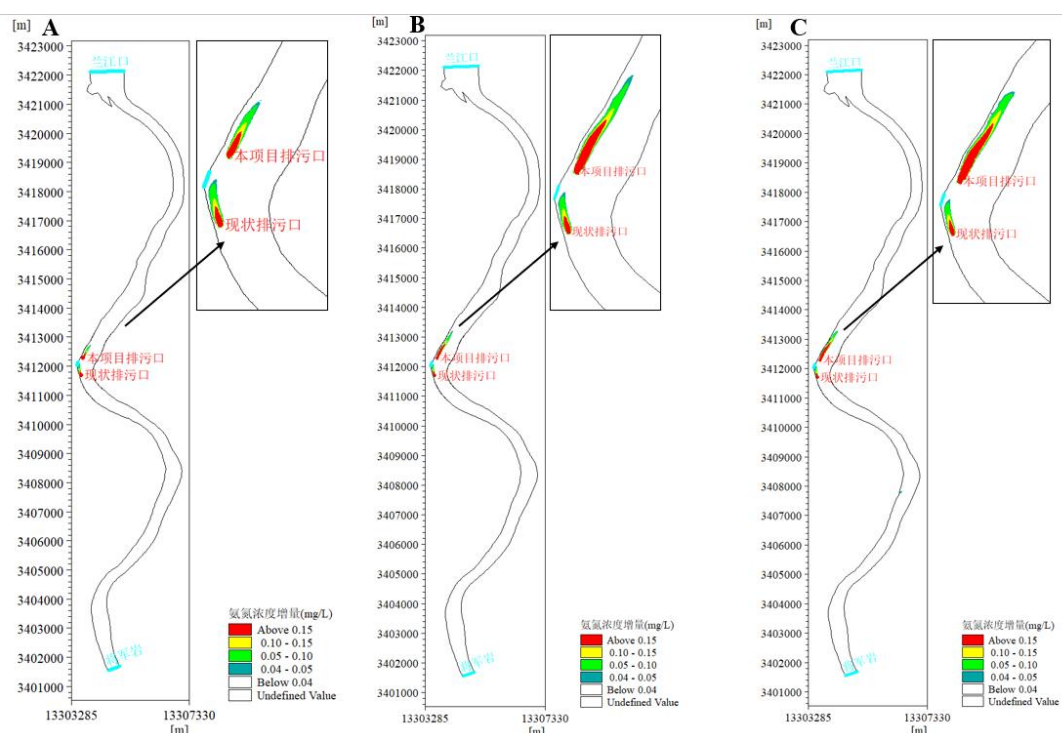 A
[m]
3423000
3422000
3421000
3420000
3419000
3418000
3417000
3416000
3415000
3414000
3413000
3412000
3411000
3410000
3409000
3408000
3407000
3406000
3405000
3404000
3403000
3402000
3401000
兰江口
本项目排污口
现状排污口
本项目排污口
现状排污口
将军岩
氨氮浓度增量(mg/L)
Above 0.15
0.10 - 0.15
0.05 - 0.10
0.04 - 0.05
Below 0.04
Undefined Value
13303285
13307330
[m]
B
[m]
3423000
3422000
3421000
3420000
3419000
3418000
3417000
3416000
3415000
3414000
3413000
3412000
3411000
3410000
3409000
3408000
3407000
3406000
3405000
3404000
3403000
3402000
3401000
兰江口
本项目排污口
现状排污口
本项目排污口
现状排污口
将军岩
氨氮浓度增量(mg/L)
Above 0.15
0.10 - 0.15
0.05 - 0.10
0.04 - 0.05
Below 0.04
Undefined Value
13303285
13307330
[m]
C
[m]
3423000
3422000
3421000
3420000
3419000
3418000
3417000
3416000
3415000
3414000
3413000
3412000
3411000
3410000
3409000
3408000
3407000
3406000
3405000
3404000
3403000
3402000
3401000
兰江口
本项目排污口
现状排污口
本项目排污口
现状排污口
将军岩
氨氮浓度增量(mg/L)
Above 0.15
0.10 - 0.15
0.05 - 0.10
0.04 - 0.05
Below 0.04
Undefined Value
13303285
13307330
[m]